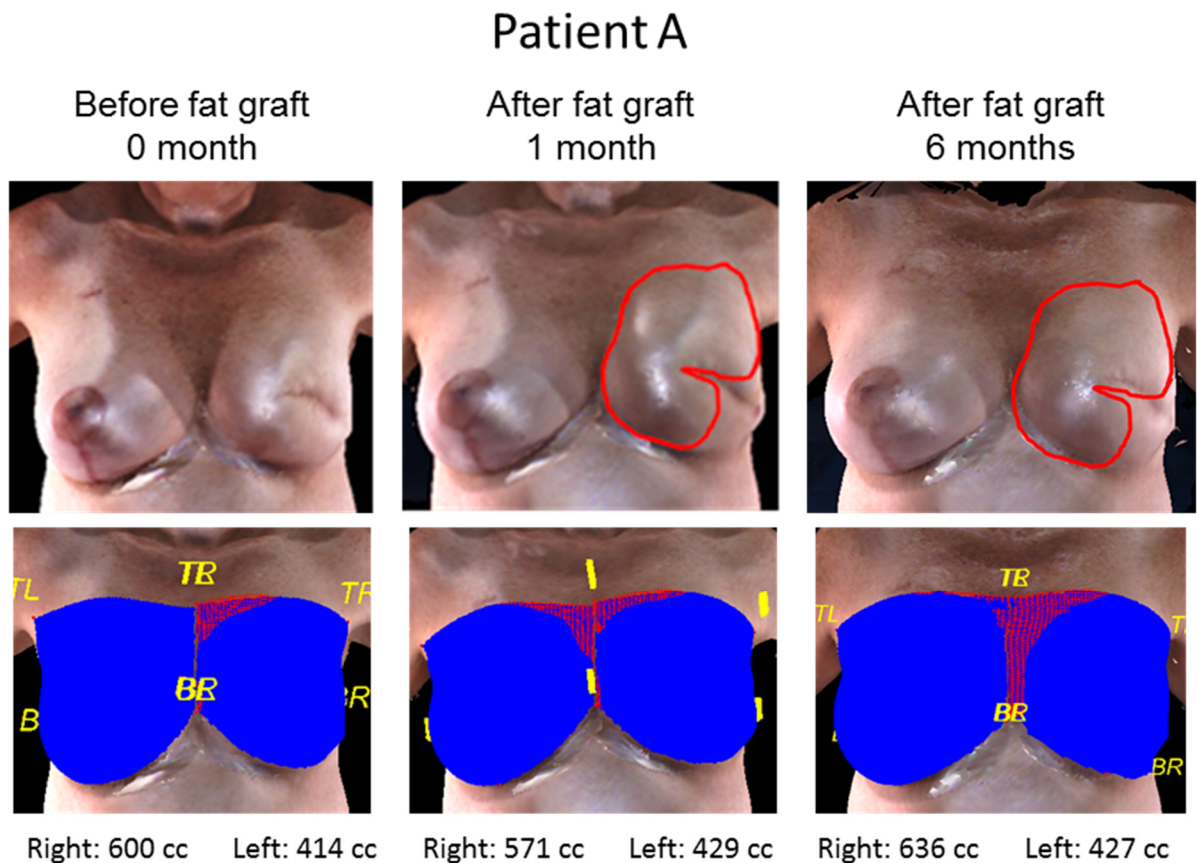 Patient A
Before fat graft
0 month
After fat graft
1 month
After fat graft
6 months
TL
TR
TR
BR
BR
TR
TL
BR
BR
Right: 600 cc Left: 414 cc
Right: 571 cc Left: 429 cc
Right: 636 cc Left: 427 cc